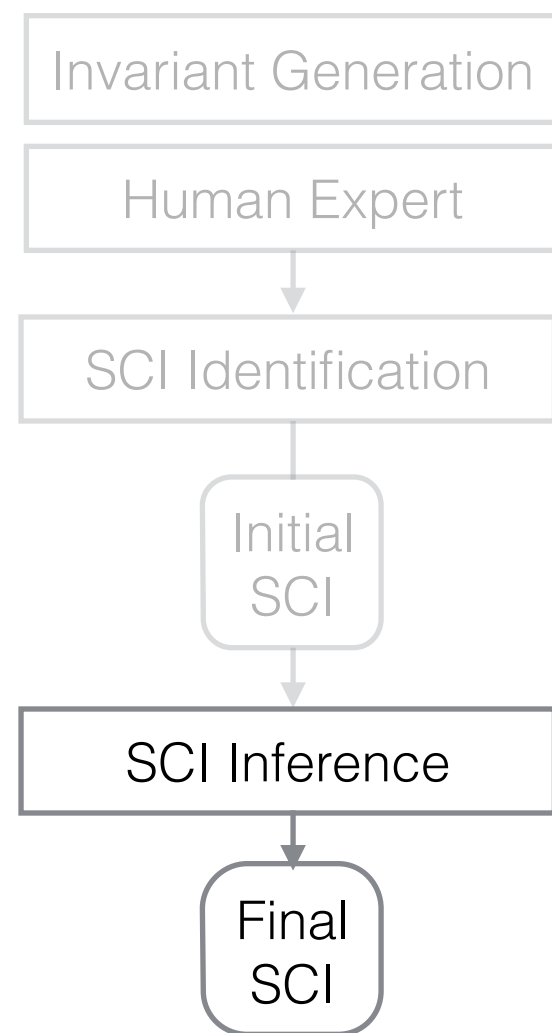 Invariant Generation
Human Expert
SCI Identification
Initial
SCI
SCI Inference
Final
SCI